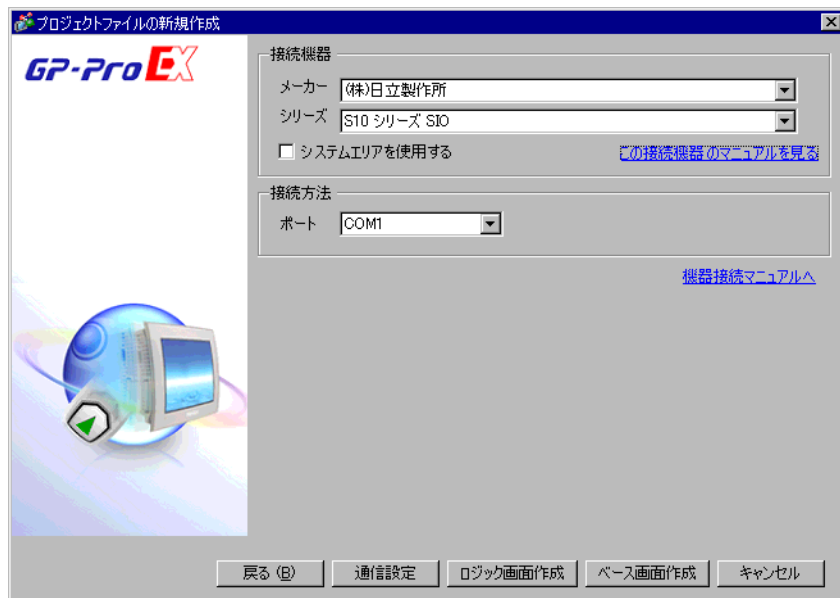 プロジェクトファイルの新規作成
GP-Pro EX
接続機器
メーカー (株)日立製作所
シリーズ S10 シリーズ SIO
システムエリアを使用する この接続機器のマニュアルを見る
接続方法
ポート COM1
機器接続マニュアルへ
戻る (B) 通信設定 ロジック画面作成 ベース画面作成 キャンセル